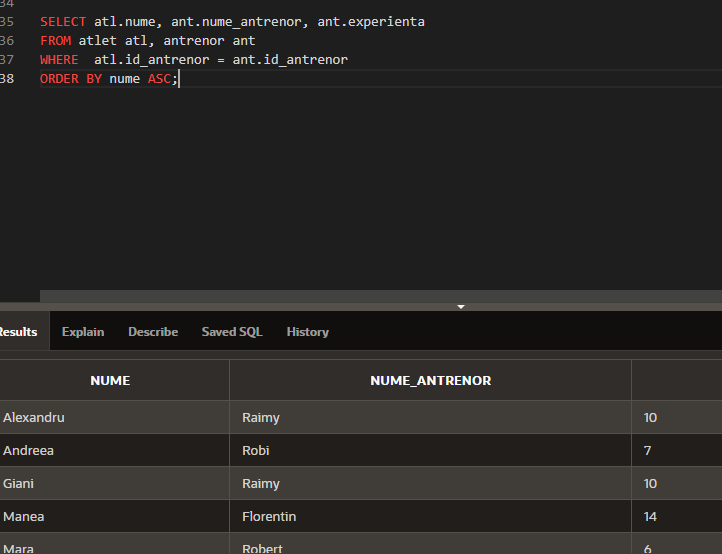 34
35 SELECT atl.nume, ant.nume_antrenor, ant.experienta
36 FROM atlet atl, antrenor ant
37 WHERE  atl.id_antrenor = ant.id_antrenor
38 ORDER BY nume ASC;
Results Explain Describe Saved SQL History
NUME NUME_ANTRENOR
Alexandru Raimy 10
Andreea Robi 7
Giani Raimy 10
Manea Florentin 14
Mara Robert 6